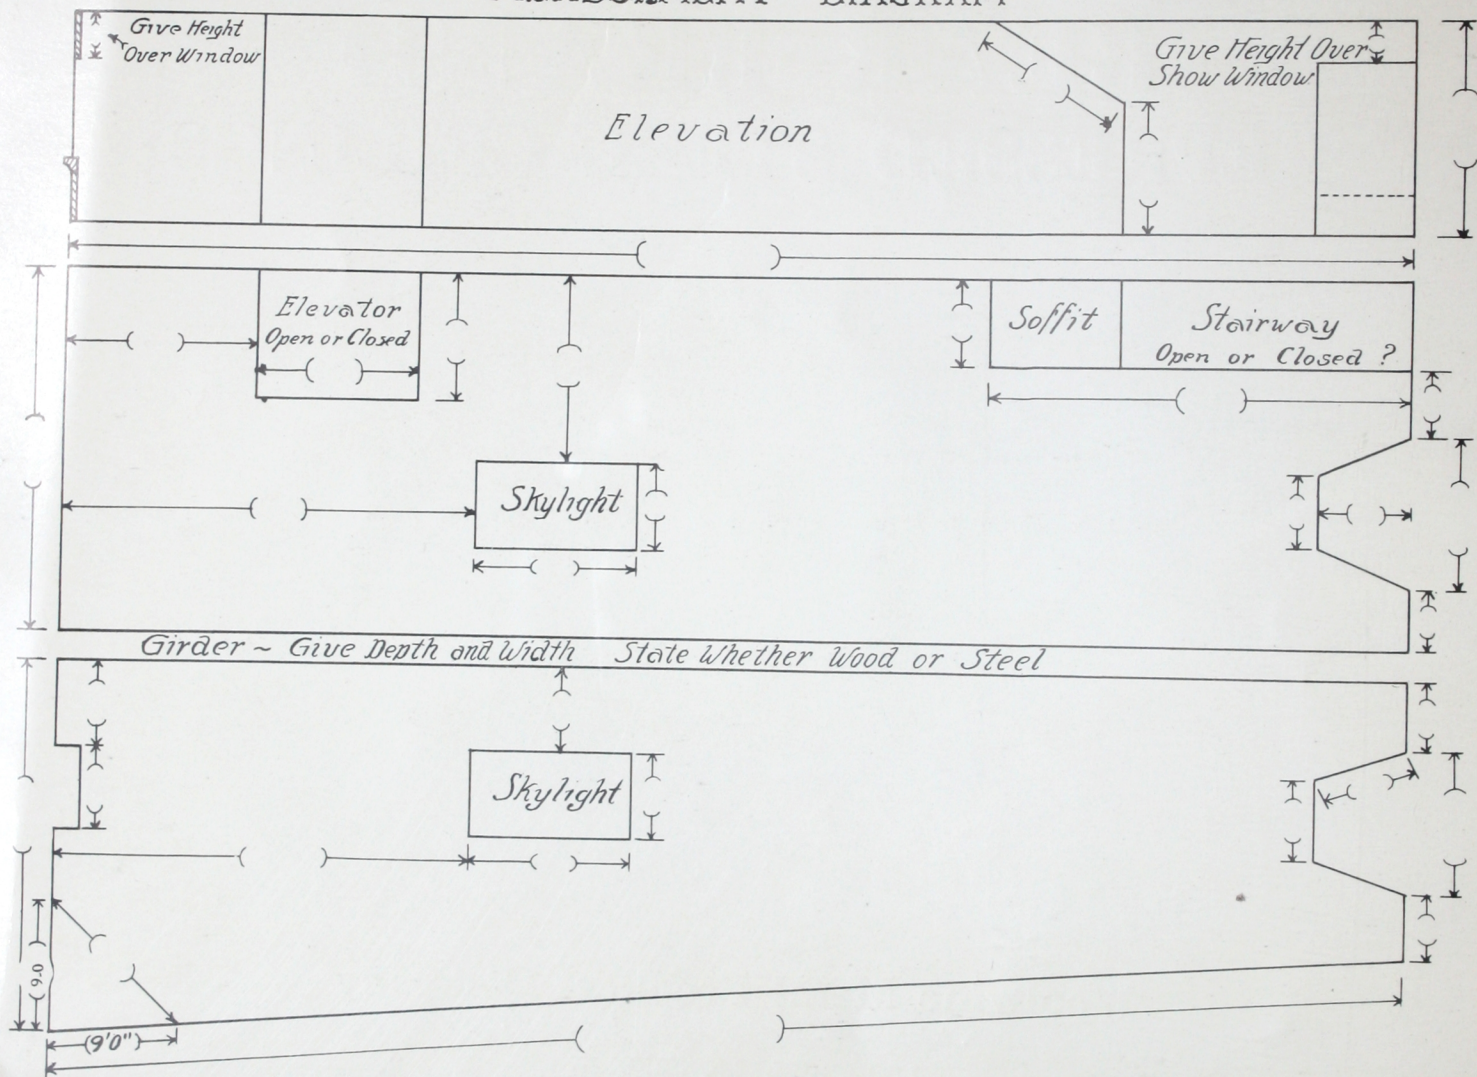 DIAGRAM
Give Height
Over Window
Elevation
Give Height Over
Show Window
Elevator
Open or Closed
Soffit
Stairway
Open or Closed ?
Skylight
Girder ~ Give Depth and Width State Whether Wood or Steel
Skylight
(9-0
(9'0")